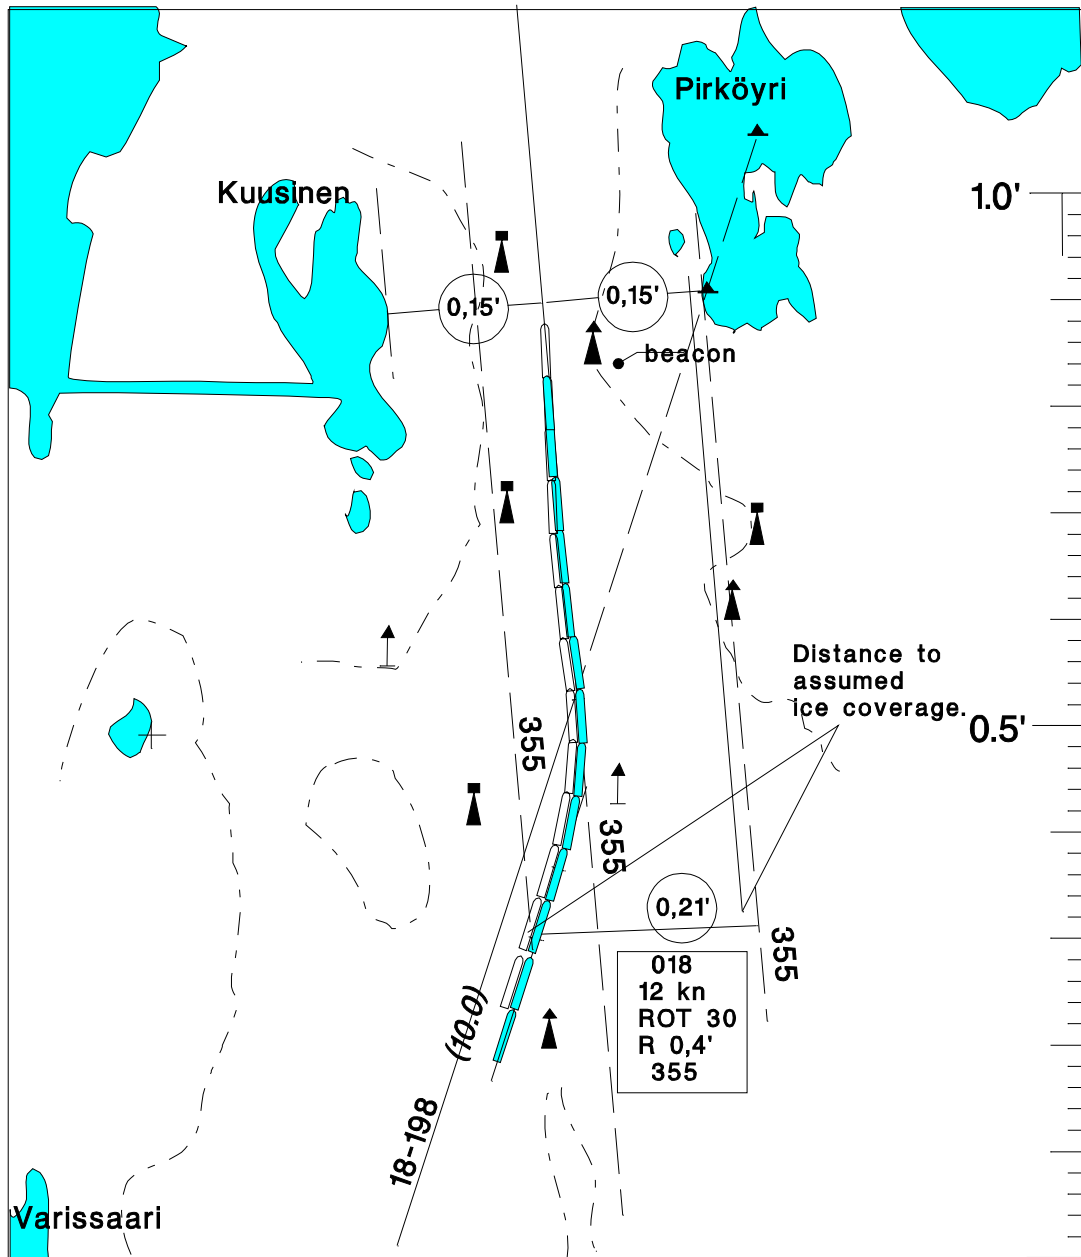 Pirköyri
Kuusinen
1.0'
0,15'
0,15'
beacon
Distance to
assumed
ice coverage.
0.5'
355
355
0,21'
355
018
12 kn
ROT 30
R 0,4'
355
(10.0)
18-198
Varissaari